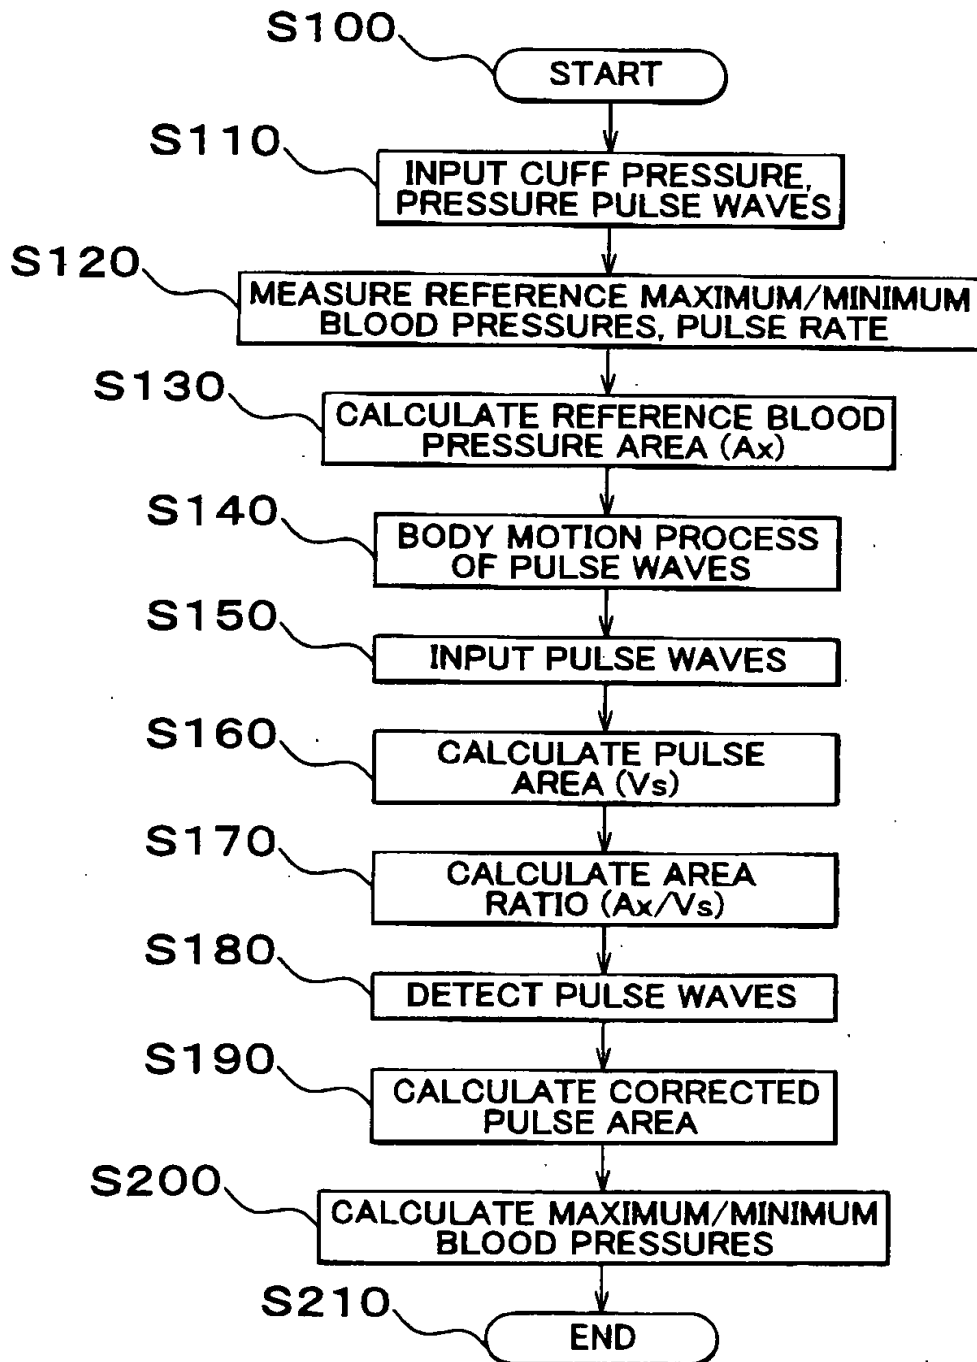 S100
START
S110
INPUT CUFF PRESSURE,
PRESSURE PULSE WAVES
S120
MEASURE REFERENCE MAXIMUM/MINIMUM
BLOOD PRESSURES, PULSE RATE
S130
CALCULATE REFERENCE BLOOD
PRESSURE AREA (Ax)
S140
BODY MOTION PROCESS
OF PULSE WAVES
S150
INPUT PULSE WAVES
S160
CALCULATE PULSE
AREA (Vs)
S170
CALCULATE AREA
RATIO (Ax/Vs)
S180
DETECT PULSE WAVES
S190
CALCULATE CORRECTED
PULSE AREA
S200
CALCULATE MAXIMUM/MINIMUM
BLOOD PRESSURES
S210
END